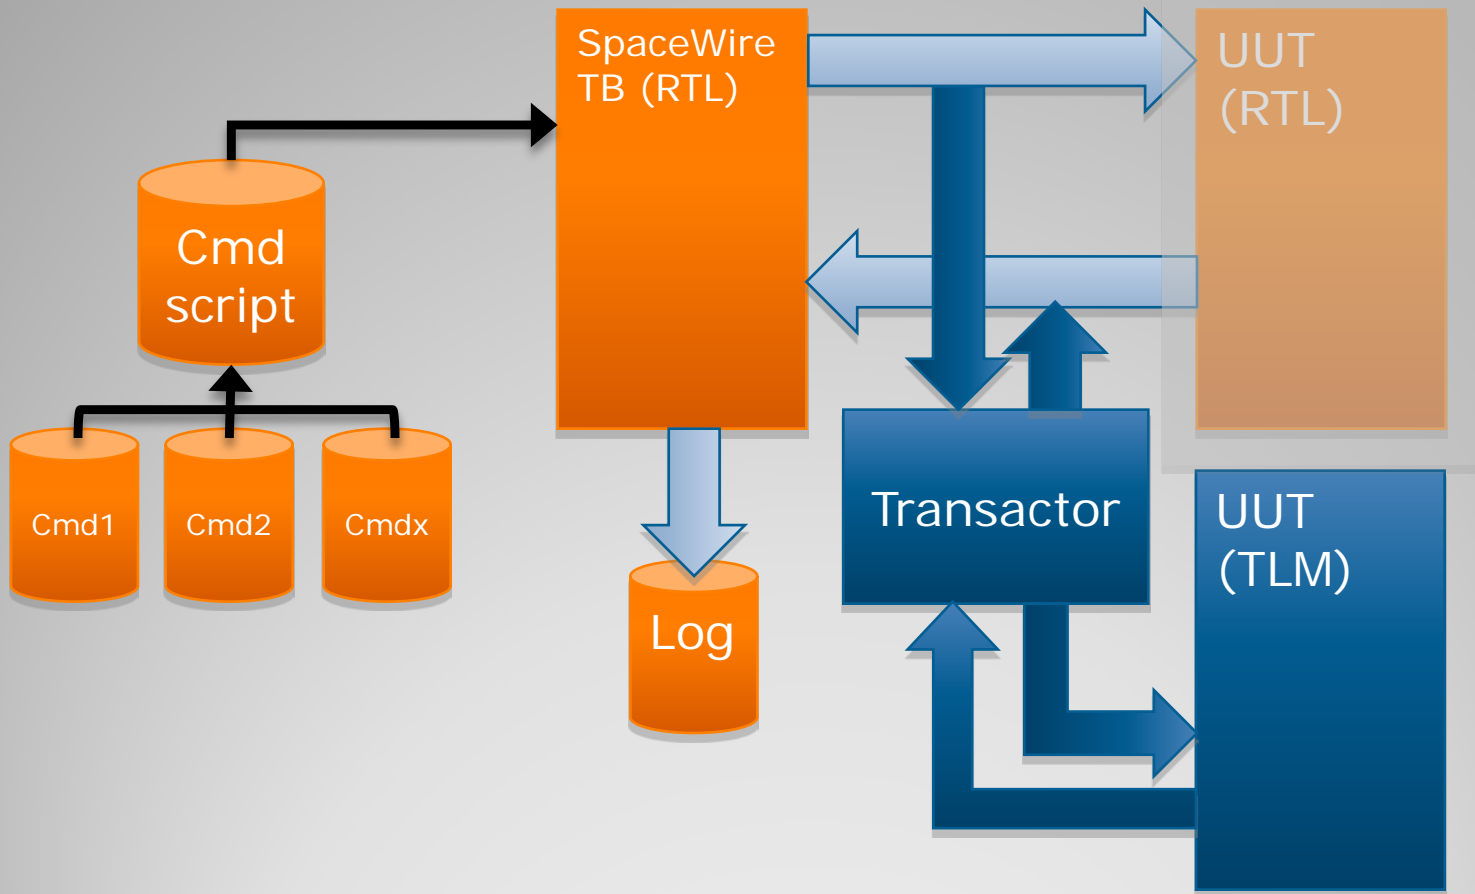 SpaceWire
TB (RTL)
UUT
(RTL)
Cmd
script
Cmd1
Cmd2
Cmdx
Log
Transactor
UUT
(TLM)